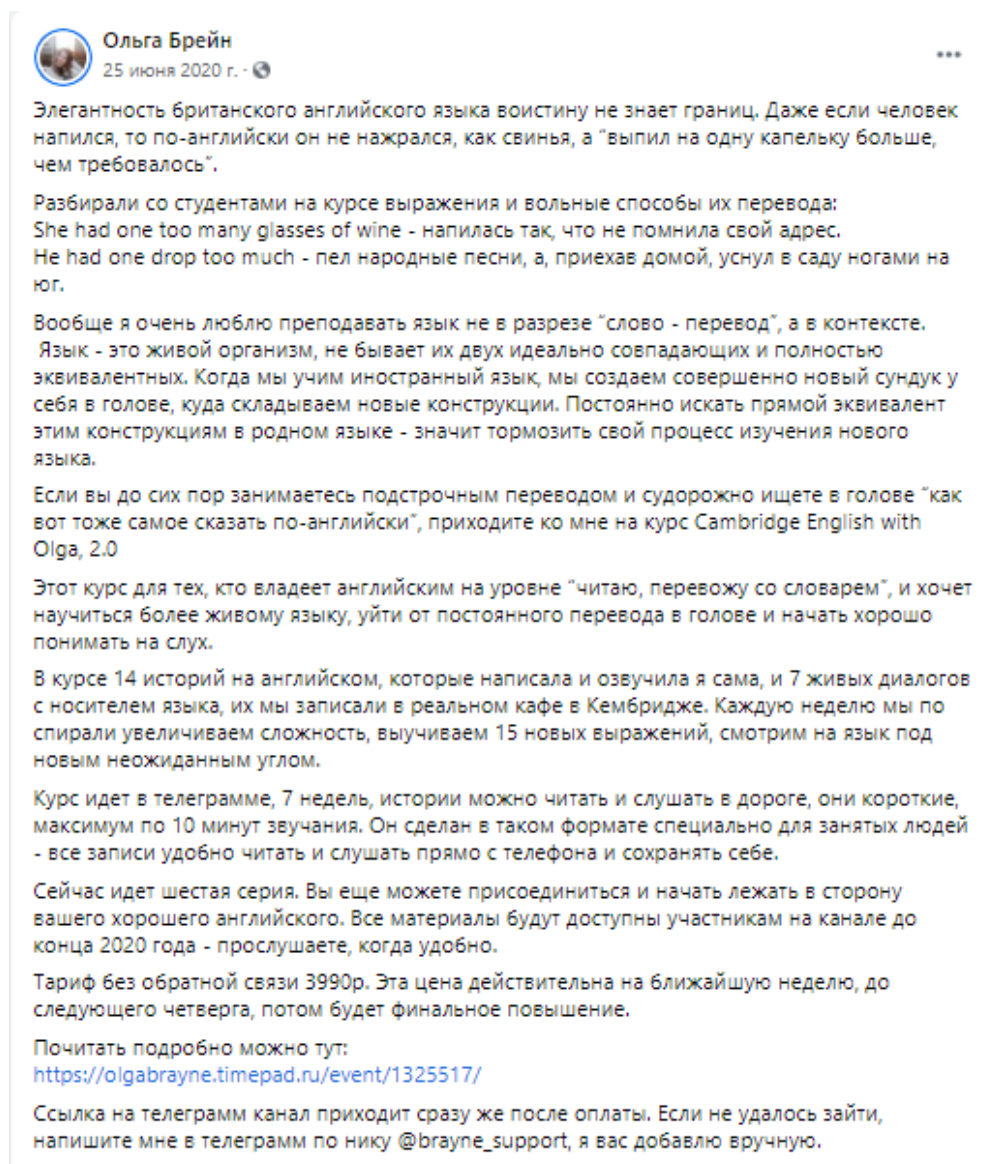 Ольга Брейн
25 июня 2020 г. ·
Элегантность британского английского языка воистину не знает границ. Даже если человек
напился, то по-английски он не нажрался, как свинья, а "выпил на одну капельку больше,
чем требовалось".
Разбирали со студентами на курсе выражения и вольные способы их перевода:
She had one too many glasses of wine - напилась так, что не помнила свой адрес.
He had one drop too much - пел народные песни, а, приехав домой, уснул в саду ногами на
юг.
Вообще я очень люблю преподавать язык не в разрезе "слово - перевод", а в контексте.
Язык - это живой организм, не бывает их двух идеально совпадающих и полностью
эквивалентных. Когда мы учим иностранный язык, мы создаем совершенно новый сундук у
себя в голове, куда складываем новые конструкции. Постоянно искать прямой эквивалент
этим конструкциям в родном языке - значит тормозить свой процесс изучения нового
языка.
Если вы до сих пор занимаетесь подстрочным переводом и судорожно ищете в голове "как
вот тоже самое сказать по-английски", приходите ко мне на курс Cambridge English with
Olga, 2.0
Этот курс для тех, кто владеет английским на уровне "читаю, перевожу со словарем", и хочет
научиться более живому языку, уйти от постоянного перевода в голове и начать хорошо
понимать на слух.
В курсе 14 историй на английском, которые написала и озвучила я сама, и 7 живых диалогов
с носителем языка, их мы записали в реальном кафе в Кембридже. Каждую неделю мы по
спирали увеличиваем сложность, выучиваем 15 новых выражений, смотрим на язык под
новым неожиданным углом.
Курс идет в телеграмме, 7 недель, истории можно читать и слушать в дороге, они короткие,
максимум по 10 минут звучания. Он сделан в таком формате специально для занятых людей
- все записи удобно читать и слушать прямо с телефона и сохранять себе.
Сейчас идет шестая серия. Вы еще можете присоединиться и начать лежать в сторону
вашего хорошего английского. Все материалы будут доступны участникам на канале до
конца 2020 года - прослушаете, когда удобно.
Тариф без обратной связи 3990р. Эта цена действительна на ближайшую неделю, до
следующего четверга, потом будет финальное повышение.
Почитать подробно можно тут:
https://olgabrayne.timepad.ru/event/1325517/
Ссылка на телеграмм канал приходит сразу же после оплаты. Если не удалось зайти,
напишите мне в телеграмм по нику @brayne_support, я вас добавлю вручную.